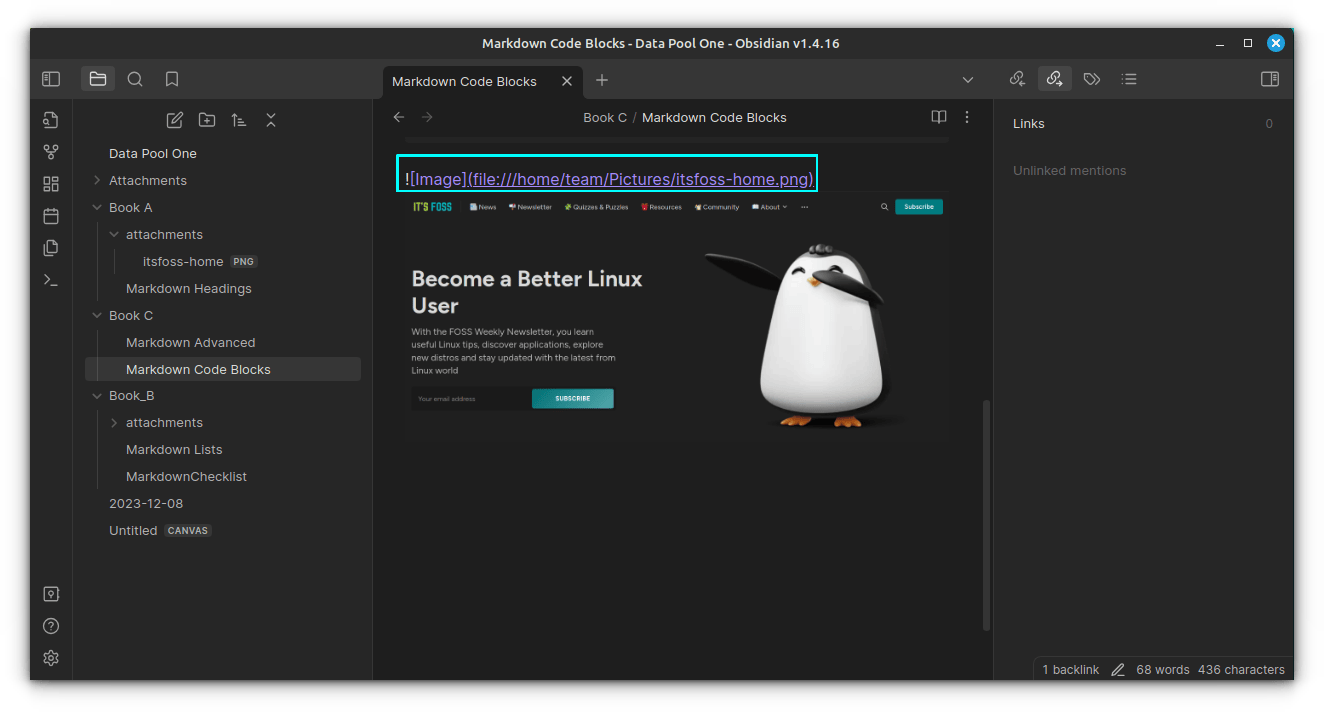 Markdown Code Blocks - Data Pool One - Obsidian v1.4.16
Markdown Code Blocks
Data Pool One
Attachments
Book A
attachments
itsfoss-home PNG
Markdown Headings
Book C
Markdown Advanced
Markdown Code Blocks
Book_B
attachments
Markdown Lists
MarkdownChecklist
2023-12-08
Untitled CANVAS
Book C / Markdown Code Blocks
![Image](file:///home/team/Pictures/itsfoss-home.png)
IT'S FOSS News Newsletter Quizzes & Puzzles Resources Community About ··· Subscribe
Become a Better Linux
User
With the FOSS Weekly Newsletter, you learn
useful Linux tips, discover applications, explore
new distros and stay updated with the latest from
Linux world
Your email address SUBSCRIBE
Links 0
Unlinked mentions
1 backlink 68 words 436 characters